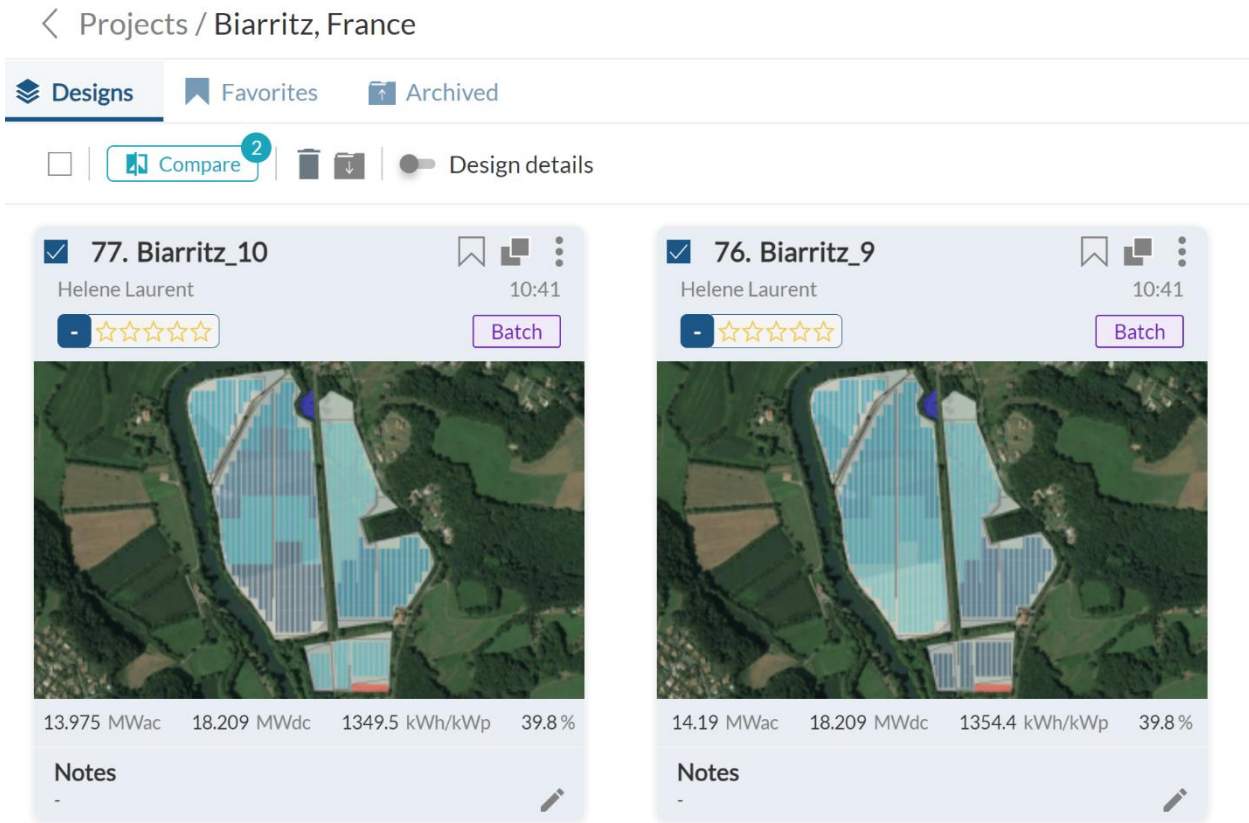 Projects / Biarritz, France
Designs Favorites Archived
Compare 2 Design details
77. Biarritz_10
Helene Laurent 10:41
- Batch
13.975 MWac 18.209 MWdc 1349.5 kWh/kWp 39.8 %
Notes
-
76. Biarritz_9
Helene Laurent 10:41
- Batch
14.19 MWac 18.209 MWdc 1354.4 kWh/kWp 39.8 %
Notes
-